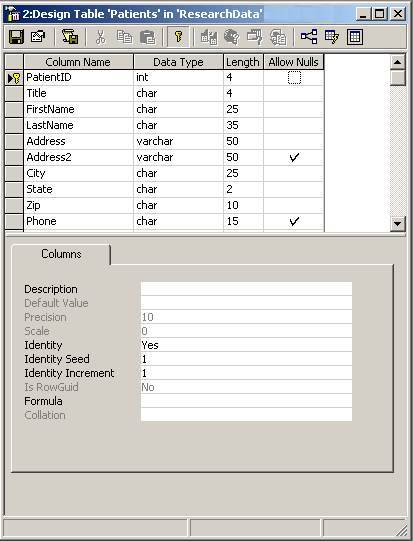 2:Design Table 'Patients' in 'ResearchData'
Column Name Data Type Length Allow Nulls
PatientID int 4
Title char 4
FirstName char 25
LastName char 35
Address varchar 50
Address2 varchar 50
City char 25
State char 2
Zip char 10
Phone char 15
Columns
Description
Default Value
Precision 10
Scale 0
Identity Yes
Identity Seed 1
Identity Increment 1
Is RowGuid No
Formula
Collation